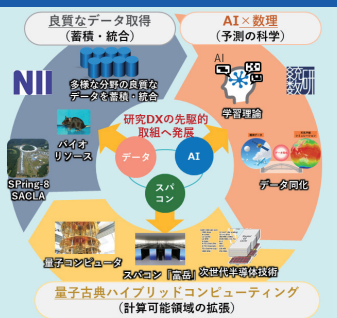 良質なデータ取得
(蓄積・統合)
AI×数理
(予測の科学)
NII
多様な分野の良質な
データを蓄積・統合
AI
統数研
学習理論
研究DXの先駆的
取組へ発展
バイオ
リソース
データ
AI
スパ
コン
SPring-8
SACLA
データ同化
量子コンピュータ
スパコン「富岳」
次世代半導体技術
量子古典ハイブリッドコンピューティング
(計算可能領域の拡張)